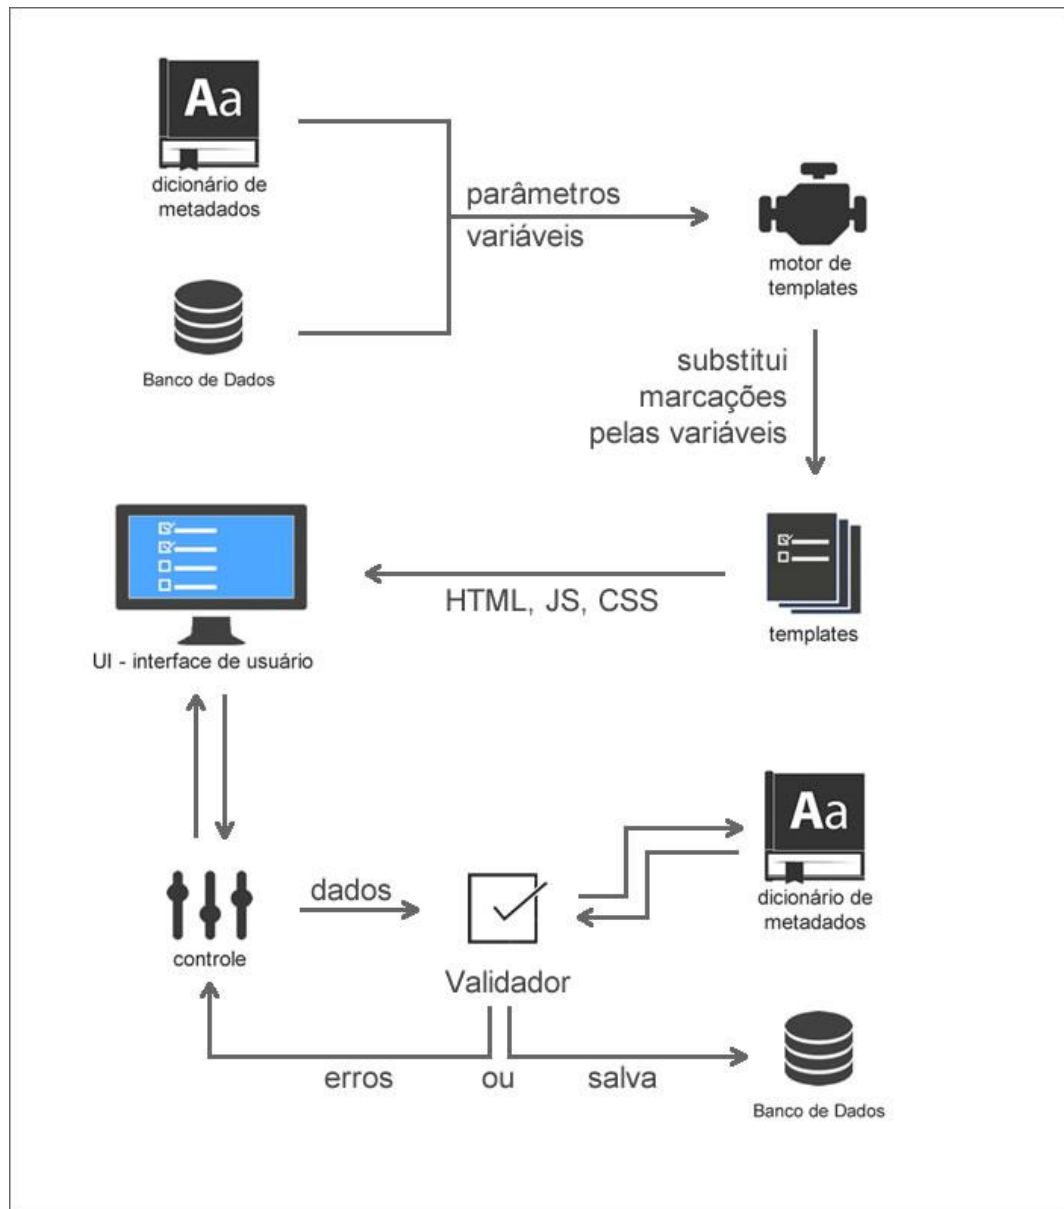 Aa
dicionário de
metadados
parâmetros
variáveis
motor de
templates
Banco de Dados
substitui
marcações
pelas variáveis
HTML, JS, CSS
templates
UI - interface de usuário
Aa
dicionário de
metadados
dados
controle
Validador
erros
ou
salva
Banco de Dados